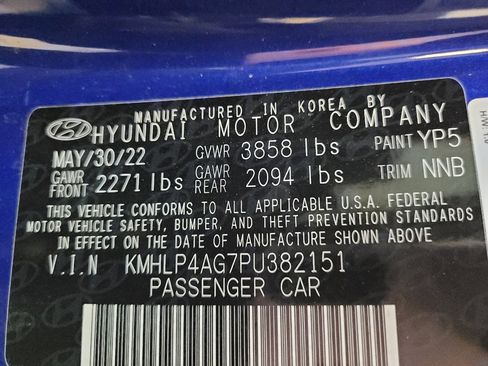 MANUFACTURED IN KOREA BY
HYUNDAI MOTOR COMPANY
MAY/30/22 GVWR 3858 lbs PAINT YP5
GAWR FRONT 2271 lbs GAWR REAR 2094 lbs TRIM NNB
THIS VEHICLE CONFORMS TO ALL APPLICABLE U.S.A. FEDERAL
MOTOR VEHICLE SAFETY, BUMPER, AND THEFT PREVENTION STANDARDS
IN EFFECT ON THE DATE OF MANUFACTURE SHOWN ABOVE
V.I.N KMHLP4AG7PU382151
PASSENGER CAR